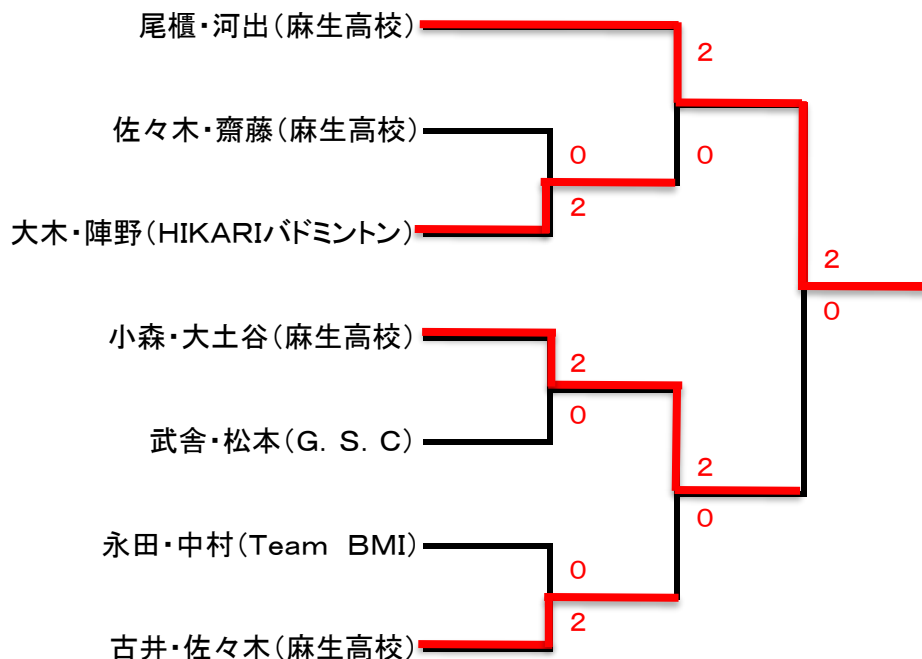 尾櫃・河出（麻生高校）
2
佐々木・齋藤（麻生高校）
0
0
2
大木・陣野（HIKARIバドミントン）
2
0
小森・大土谷（麻生高校）
2
0
武舎・松本（G．S．C）
2
0
永田・中村（Team　BMI）
0
2
古井・佐々木（麻生高校）